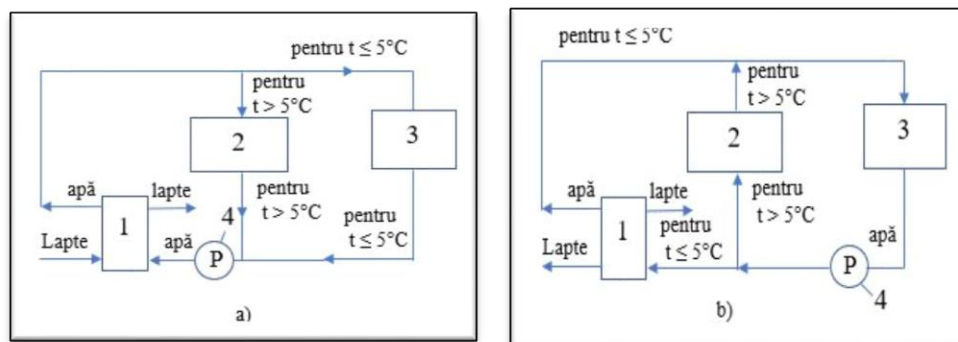 pentru t ≤ 5°C
pentru
t > 5°C
2
3
apă
lapte
pentru
t > 5°C
pentru
t ≤ 5°C
1
4
Lapte
apă
P
a)
pentru t ≤ 5°C
pentru
t > 5°C
3
2
apă
lapte
pentru
t > 5°C
1
pentru
t ≤ 5°C
apă
Lapte
P
4
b)